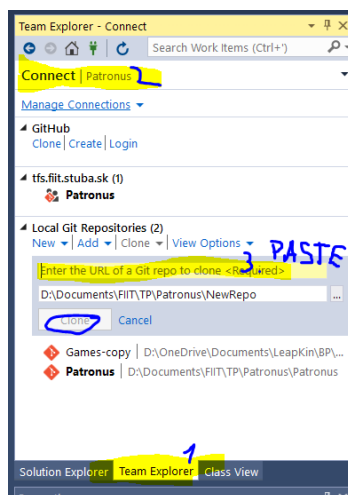 Team Explorer - Connect
Search Work Items (Ctrl+')
Connect | Patronus 2
Manage Connections
GitHub
Clone | Create | Login
tfs.fiit.stuba.sk (1)
Patronus
Local Git Repositories (2)
New | Add | Clone | View Options
3. PASTE
Enter the URL of a Git repo to clone <Required>
D:\Documents\FIIT\TP\Patronus\NewRepo ...
Clone Cancel
Games-copy | D:\OneDrive\Documents\LeapKin\BP\...
Patronus | D:\Documents\FIIT\TP\Patronus\Patronus
1
Solution Explorer Team Explorer Class View